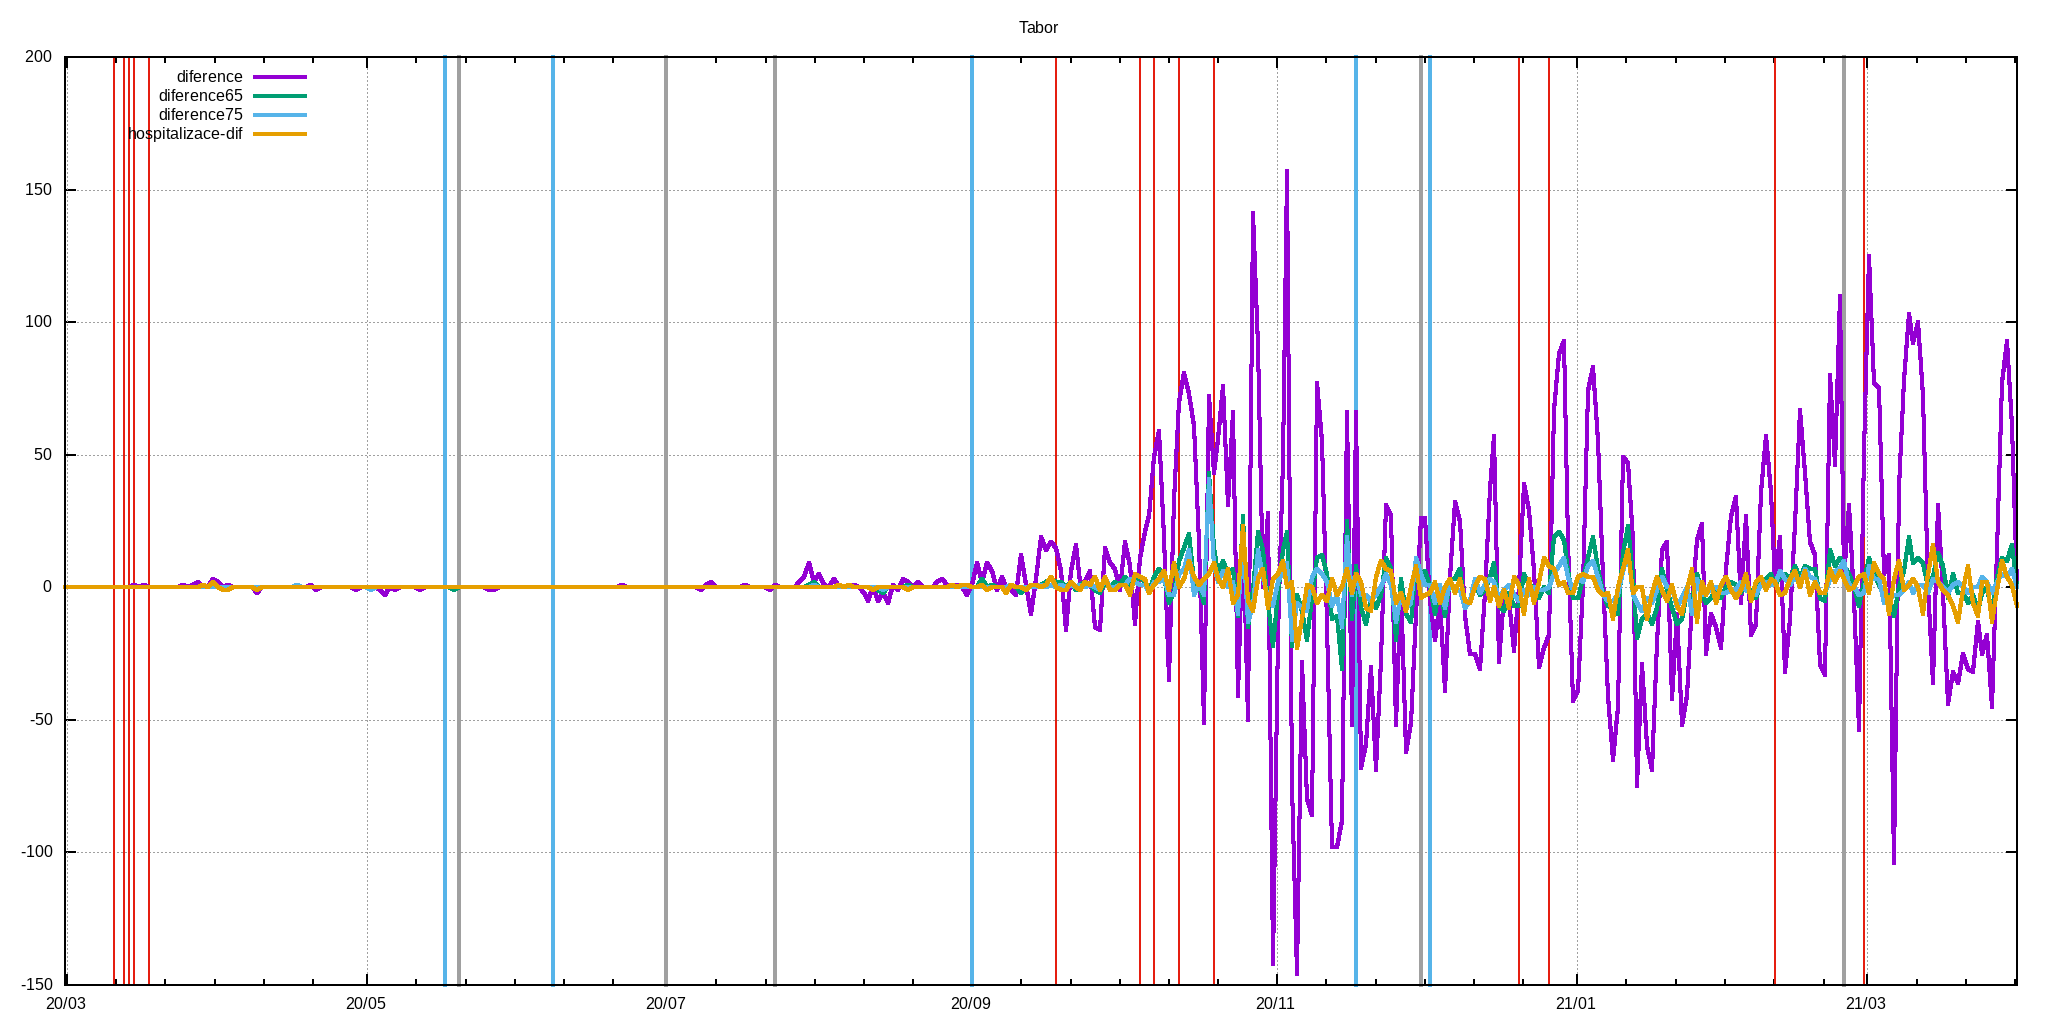 Tabor
200
diference
diference65
diference75
hospitalizace-dif
150
100
50
0
-50
-100
-150
20/03 20/05 20/07 20/09 20/11 21/01 21/03